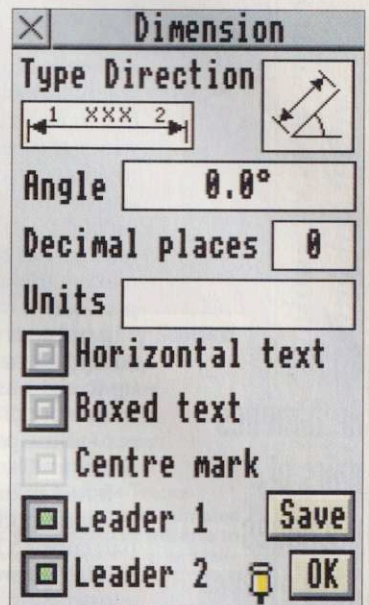 Dimension
Type Direction
1 XXX 2
Angle 0.0°
Decimal places 0
Units
Horizontal text
Boxed text
Centre mark
Leader 1 Save
Leader 2 OK